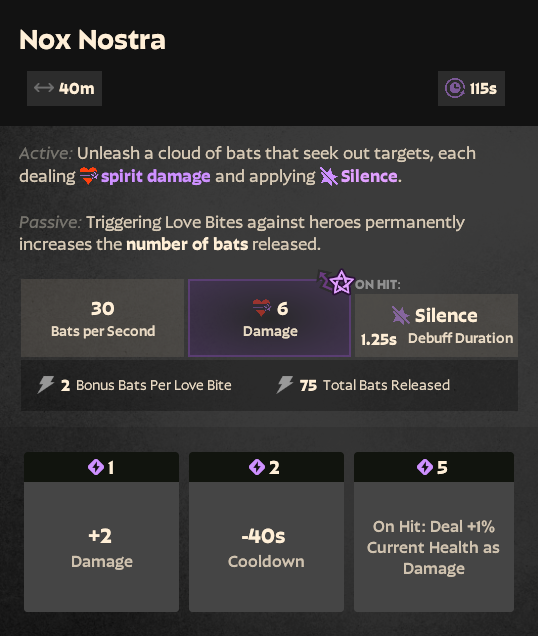 Nox Nostra
40m
115s
Active: Unleash a cloud of bats that seek out targets, each
dealing spirit damage and applying Silence.
Passive: Triggering Love Bites against heroes permanently
increases the number of bats released.
ON HIT:
30
Bats per Second
6
Damage
Silence
1.25s Debuff Duration
2 Bonus Bats Per Love Bite
75 Total Bats Released
1
+2
Damage
2
-40s
Cooldown
5
On Hit: Deal +1%
Current Health as
Damage